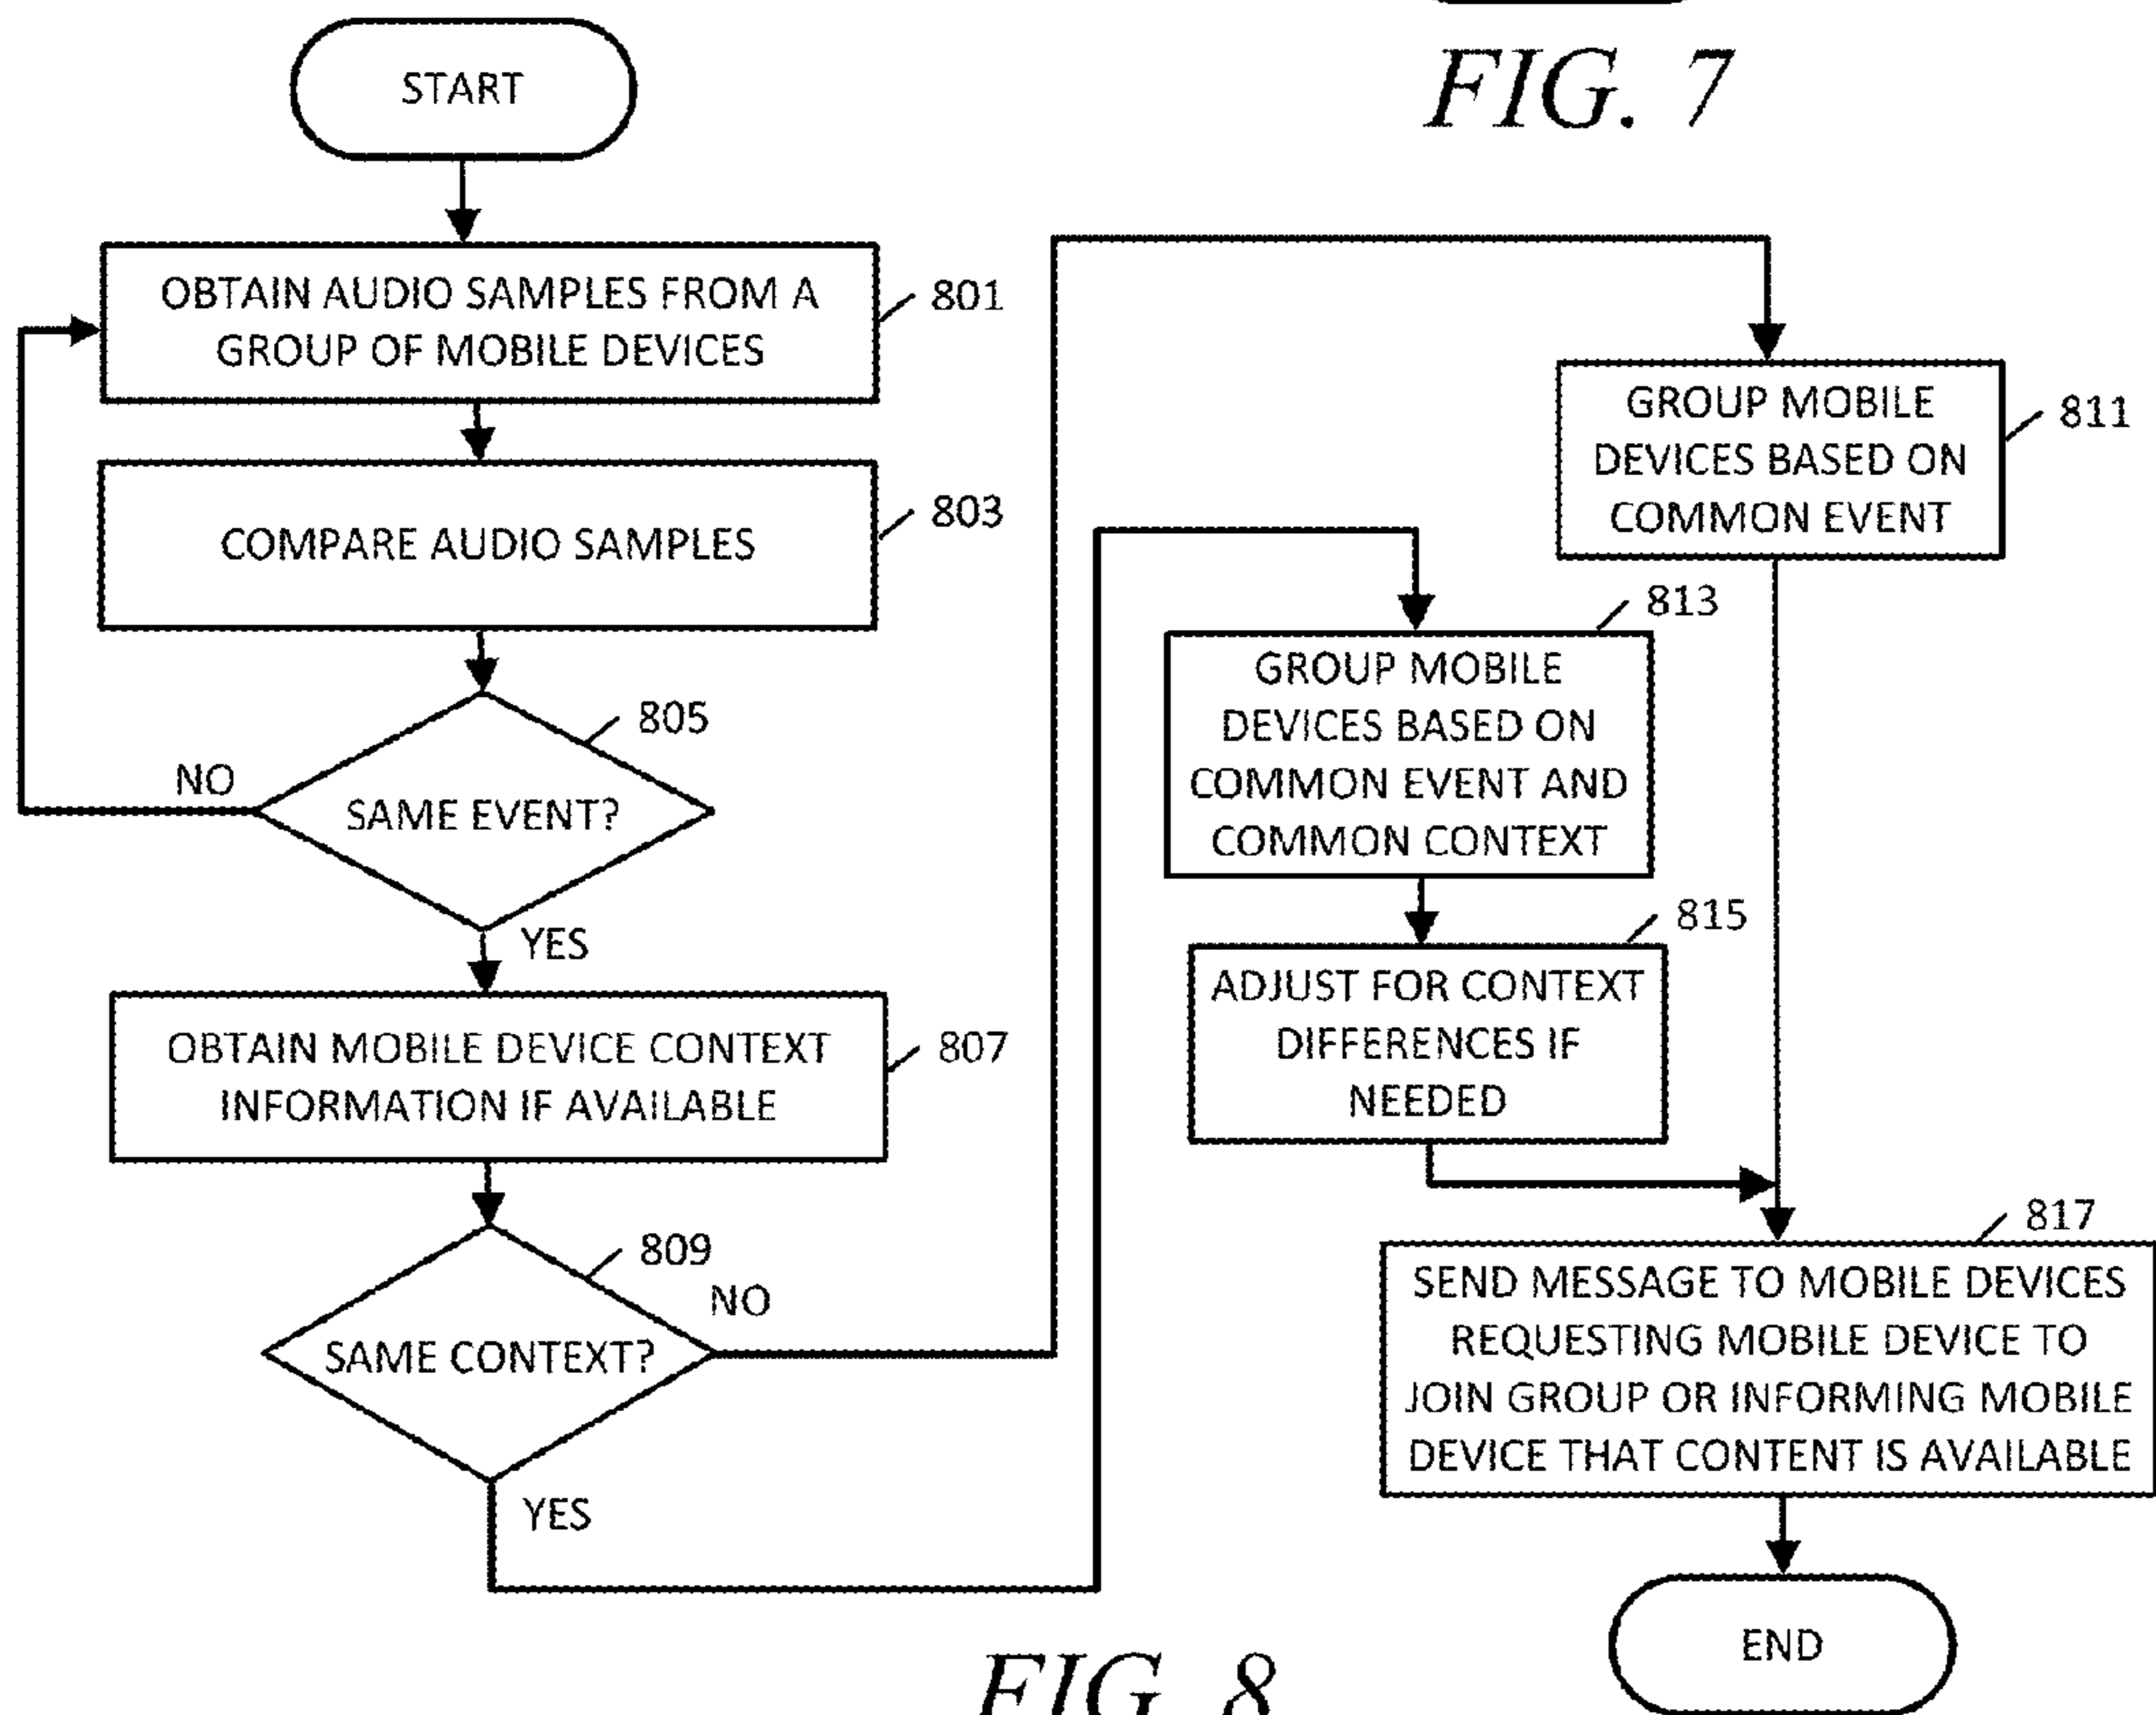 FIG. 7
START
OBTAIN AUDIO SAMPLES FROM A
GROUP OF MOBILE DEVICES
801
COMPARE AUDIO SAMPLES
803
805
NO
SAME EVENT?
YES
OBTAIN MOBILE DEVICE CONTEXT
INFORMATION IF AVAILABLE
807
809
NO
SAME CONTEXT?
YES
GROUP MOBILE
DEVICES BASED ON
COMMON EVENT
811
813
GROUP MOBILE
DEVICES BASED ON
COMMON EVENT AND
COMMON CONTEXT
815
ADJUST FOR CONTEXT
DIFFERENCES IF
NEEDED
817
SEND MESSAGE TO MOBILE DEVICES
REQUESTING MOBILE DEVICE TO
JOIN GROUP OR INFORMING MOBILE
DEVICE THAT CONTENT IS AVAILABLE
END
FIG. 8